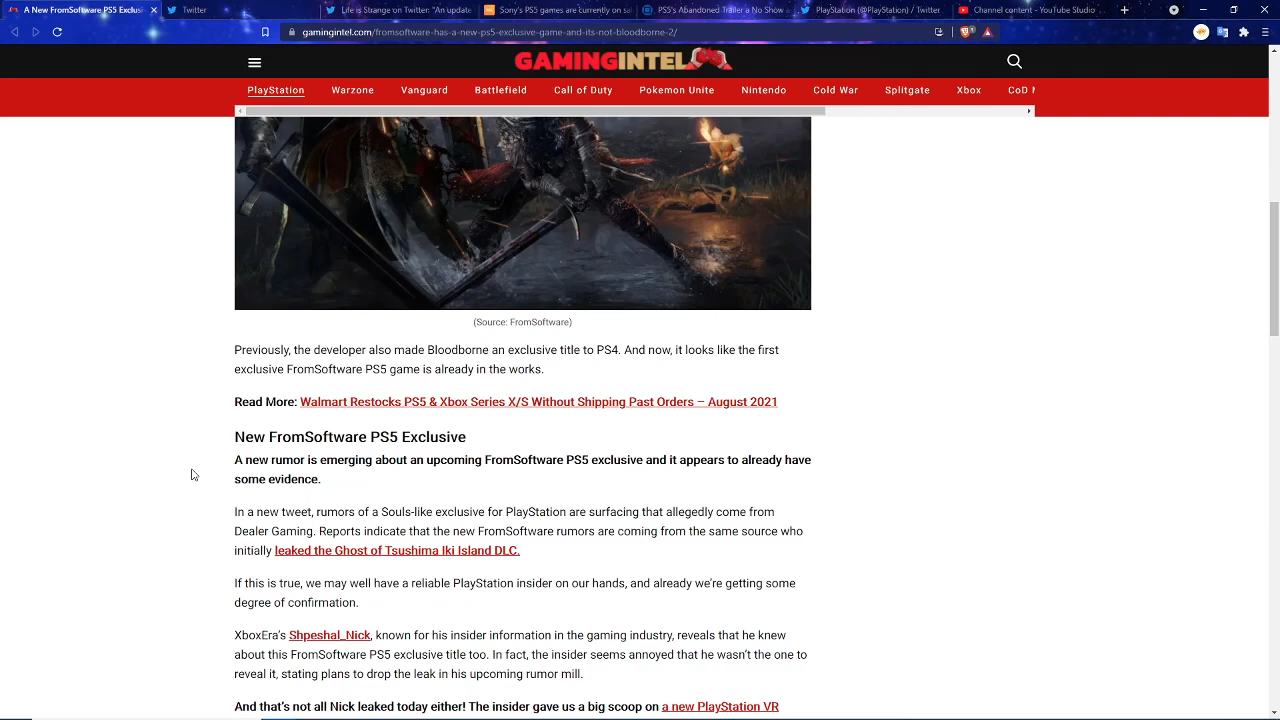 A New FromSoftware PS5 Exclus
Twitter
Life is Strange on Twitter: "An update
Sony's PS5 games are currently on sal
PS5's Abandoned Trailer a No Show
PlayStation (@PlayStation) / Twitter
Channel content - YouTube Studio
gamingintel.com/fromsoftware-has-a-new-ps5-exclusive-game-and-its-not-bloodborne-2/
GAMINGINTEL
PlayStation Warzone Vanguard Battlefield Call of Duty Pokemon Unite Nintendo Cold War Splitgate Xbox CoD
(Source: FromSoftware)
Previously, the developer also made Bloodborne an exclusive title to PS4. And now, it looks like the first
exclusive FromSoftware PS5 game is already in the works.
Read More: Walmart Restocks PS5 & Xbox Series X/S Without Shipping Past Orders – August 2021
New FromSoftware PS5 Exclusive
A new rumor is emerging about an upcoming FromSoftware PS5 exclusive and it appears to already have
some evidence.
In a new tweet, rumors of a Souls-like exclusive for PlayStation are surfacing that allegedly come from
Dealer Gaming. Reports indicate that the new FromSoftware rumors are coming from the same source who
initially leaked the Ghost of Tsushima Iki Island DLC.
If this is true, we may well have a reliable PlayStation insider on our hands, and already we're getting some
degree of confirmation.
XboxEra's Shpeshal_Nick, known for his insider information in the gaming industry, reveals that he knew
about this FromSoftware PS5 exclusive title too. In fact, the insider seems annoyed that he wasn't the one to
reveal it, stating plans to drop the leak in his upcoming rumor mill.
And that's not all Nick leaked today either! The insider gave us a big scoop on a new PlayStation VR